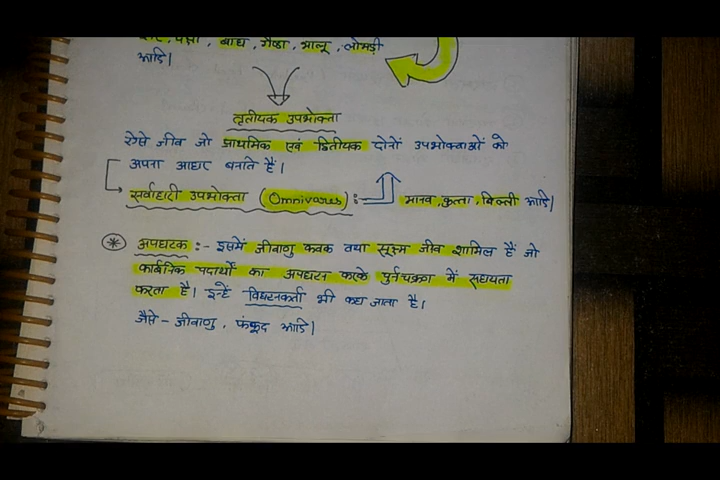 बाघ, गैंडा, भालू, लोमड़ी
आदि।
तृतीयक उपभोक्ता
ऐसे जीव जो प्राथमिक एवं द्वितीयक दोनों उपभोक्ताओं को
अपना आहार बनाते हैं।
सर्वाहारी उपभोक्ता (Omnivores) :- मानव, कुत्ता, बिल्ली आदि।
* अपघटक :- इसमें जीवाणु कवक तथा सूक्ष्म जीव शामिल हैं जो
कार्बनिक पदार्थों का अपघटन करके पुर्नचक्रण में सहायता
करता है। इन्हें विघटनकर्ता भी कहा जाता है।
जैसे - जीवाणु, फंफूद आदि।